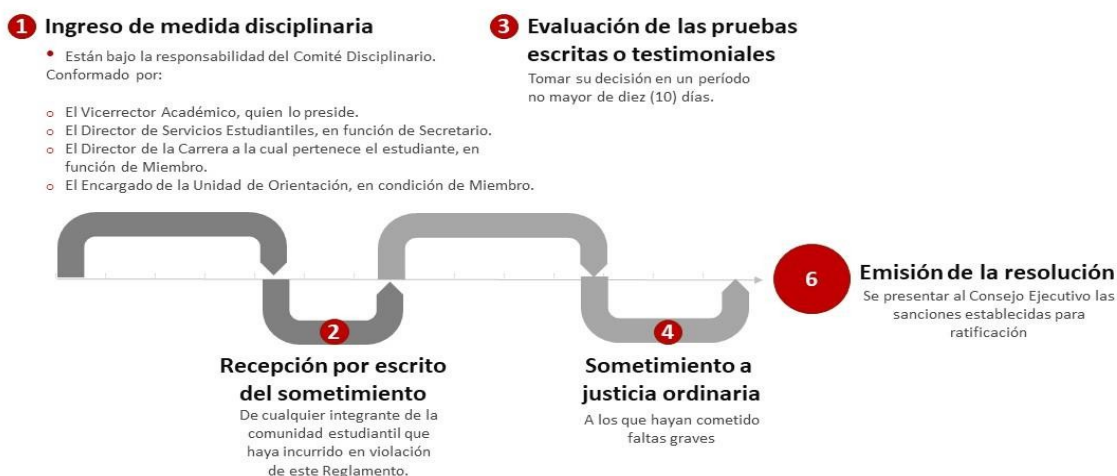 1 Ingreso de medida disciplinaria
• Están bajo la responsabilidad del Comité Disciplinario.
Conformado por:
o El Vicerrector Académico, quien lo preside.
o El Director de Servicios Estudiantiles, en función de Secretario.
o El Director de la Carrera a la cual pertenece el estudiante, en
función de Miembro.
o El Encargado de la Unidad de Orientación, en condición de Miembro.
2
Recepción por escrito
del sometimiento
De cualquier integrante de la
comunidad estudiantil que
haya incurrido en violación
de este Reglamento.
3 Evaluación de las pruebas
escritas o testimoniales
Tomar su decisión en un período
no mayor de diez (10) días.
4
Sometimiento a
justicia ordinaria
A los que hayan cometido
faltas graves
6
Emisión de la resolución
Se presentar al Consejo Ejecutivo las
sanciones establecidas para
ratificación